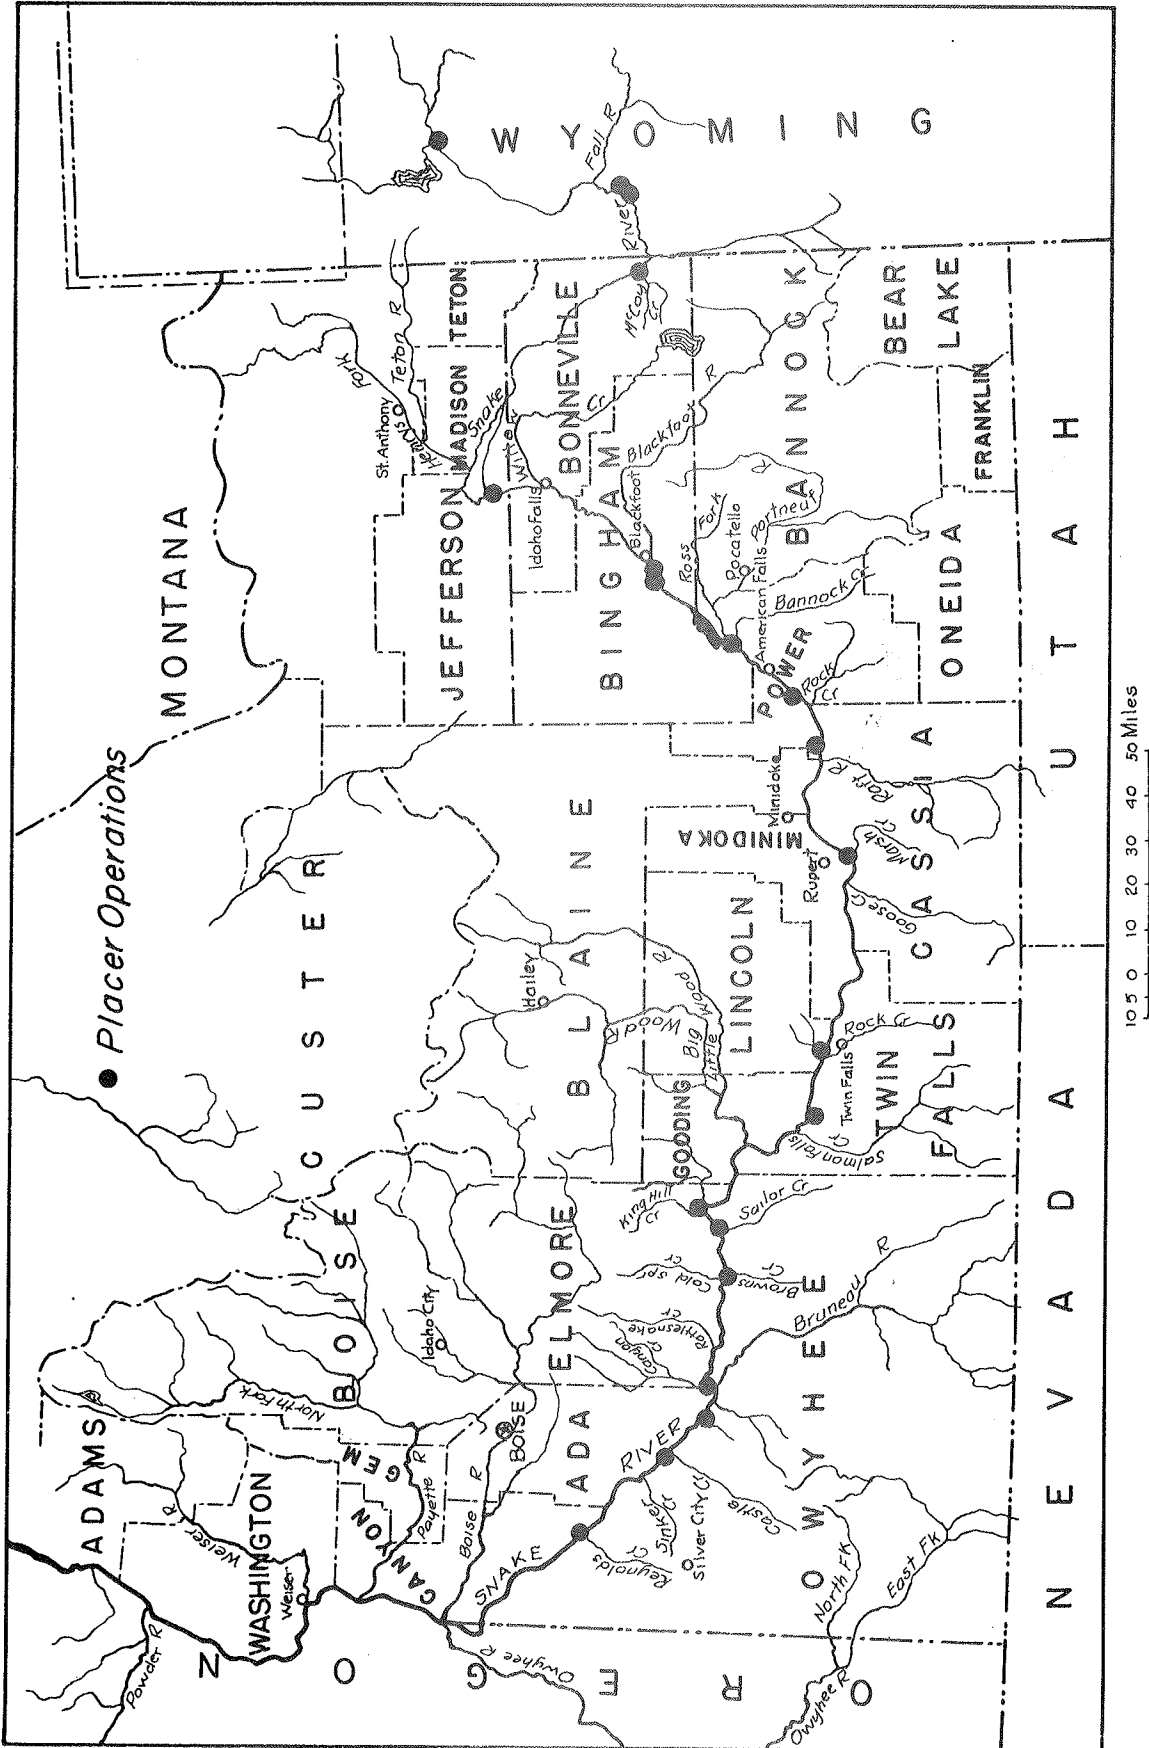 MONTANA
WYOMING
Placer Operations
Fall R
River
McCoy
Cr
Fork
Henrys
Teton R
St. Anthony
TETON
MADISON
Snake
JEFFERSON
Willow
Cr
BONNEVILLE
Idaho Falls
BINGHAM
Blackfoot
Blackfoot R
BANNOCK
Ross
Fork
Pocatello
Portneuf
R
American Falls
Bannock Cr
BEAR
LAKE
FRANKLIN
ONEIDA
POWER
Rock
Cr
UTAH
CUSTER
BLAINE
Hailey
Wood
R
Big
Little Wood R
LINCOLN
MINIDOKA
Minidoka
Rupert
Raft R
Marsh
Cr
Goose Cr
CASSIA
GOODING
Twin Falls
Rock Cr
TWIN
FALLS
Salmon Falls
Cr
King Hill
Cr
Sailor Cr
Cold Spr
Cr
Browns
Cr
Rattlesnake
Cr
Canyon
Cr
Bruneau
R
BOISE
Idaho City
ELMORE
North Fork
ADAMS
GEM
Payette R
BOISE
ADA
Boise R
CANYON
WASHINGTON
Weiser R
Weiser
Powder R
SNAKE
RIVER
Reynolds
Cr
Sinker
Cr
Silver City
Castle
Cr
OWYHEE
North FK
East FK
Owyhee R
Owyhee R
OREGON
NEVADA
10 5 0 10 20 30 40 50 Miles